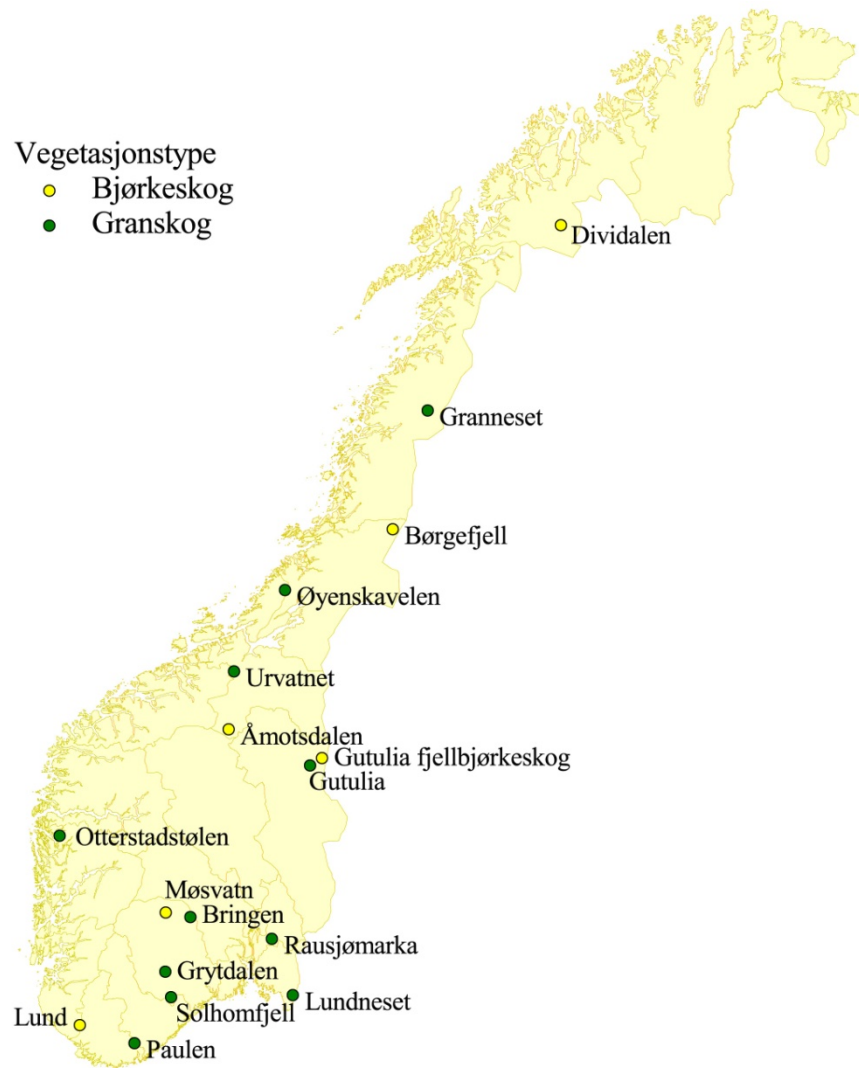 Vegetasjonstype
Bjørkeskog
Granskog
Dividalen
Granneset
Børgefjell
Øyenskavelen
Urvatnet
Åmotsdalen
Gutulia fjellbjørkeskog
Gutulia
Otterstadstølen
Møsvatn
Bringen
Rausjømarka
Grytdalen
Solhomfjell
Lundneset
Lund
Paulen